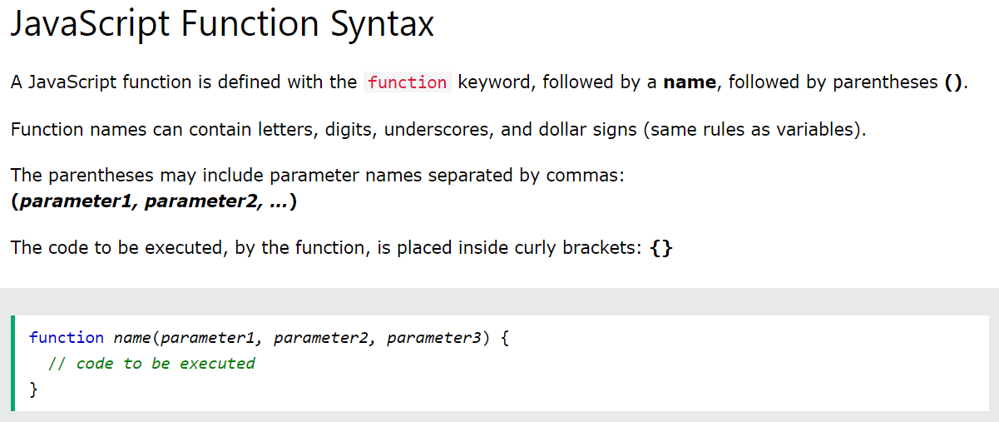 JavaScript Function Syntax
A JavaScript function is defined with the function keyword, followed by a name, followed by parentheses ().
Function names can contain letters, digits, underscores, and dollar signs (same rules as variables).
The parentheses may include parameter names separated by commas:
(parameter1, parameter2, ...)
The code to be executed, by the function, is placed inside curly brackets: {}
function name(parameter1, parameter2, parameter3) {
  // code to be executed
}